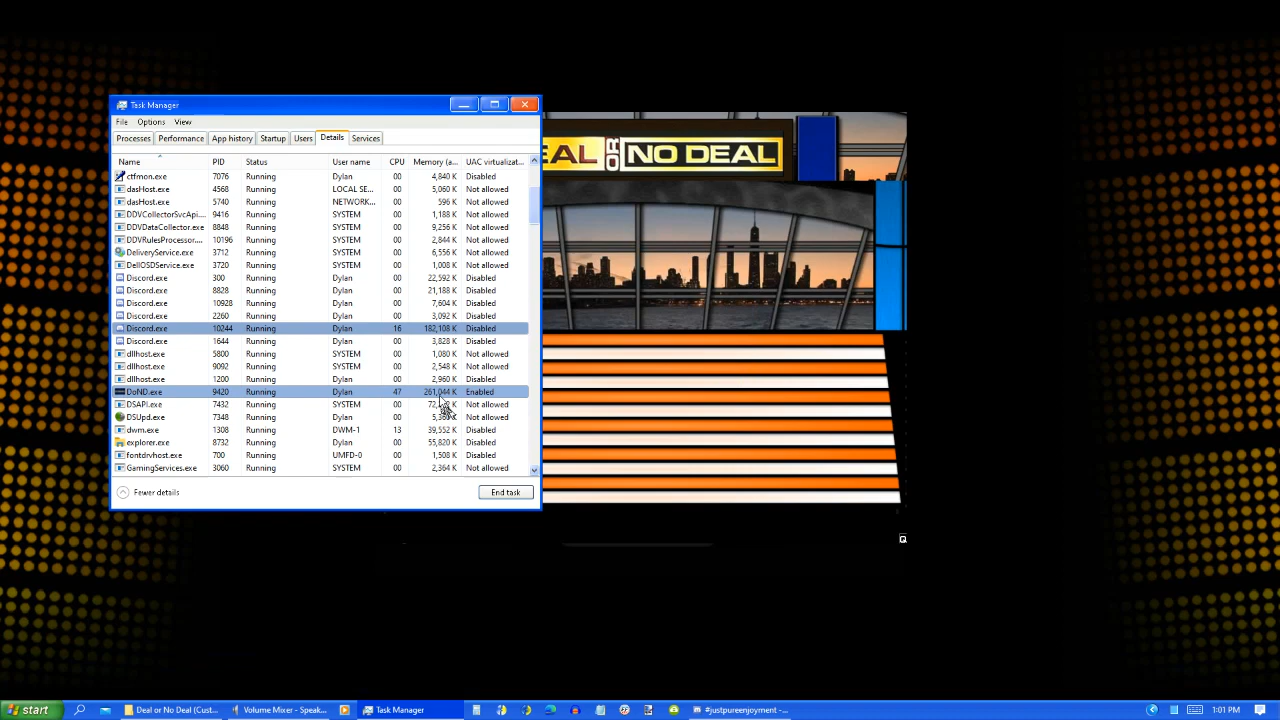 Task Manager
File Options View
Processes Performance App history Startup Users Details Services
Name PID Status User name CPU Memory (a... UAC virtualizat...
ctfmon.exe 7076 Running Dylan 00 4,840 K Disabled
dasHost.exe 4568 Running LOCAL SE... 00 5,060 K Not allowed
dasHost.exe 5740 Running NETWORK... 00 596 K Not allowed
DDVCollectorSvcApi.... 9416 Running SYSTEM 00 1,188 K Not allowed
DDVDataCollector.exe 8848 Running SYSTEM 00 9,256 K Not allowed
DDVRulesProcessor.... 10196 Running SYSTEM 00 2,844 K Not allowed
DeliveryService.exe 3712 Running SYSTEM 00 6,556 K Not allowed
DellOSDService.exe 3720 Running SYSTEM 00 1,008 K Not allowed
Discord.exe 300 Running Dylan 00 22,592 K Disabled
Discord.exe 8828 Running Dylan 00 21,188 K Disabled
Discord.exe 10928 Running Dylan 00 7,604 K Disabled
Discord.exe 2260 Running Dylan 00 3,092 K Disabled
Discord.exe 10244 Running Dylan 16 182,108 K Disabled
Discord.exe 1644 Running Dylan 00 3,828 K Disabled
dllhost.exe 5800 Running SYSTEM 00 1,080 K Not allowed
dllhost.exe 9092 Running SYSTEM 00 2,548 K Not allowed
dllhost.exe 1200 Running Dylan 00 2,960 K Disabled
DoND.exe 9420 Running Dylan 47 261,044 K Enabled
DSAPI.exe 7432 Running SYSTEM 00 K Not allowed
DSUpd.exe 7348 Running Dylan 00 K Disabled
dwm.exe 1308 Running DWM-1 13 39,552 K Disabled
explorer.exe 8732 Running Dylan 00 55,820 K Disabled
fontdrvhost.exe 700 Running UMFD-0 00 1,508 K Disabled
GamingServices.exe 3060 Running SYSTEM 00 2,364 K Not allowed
Fewer details End task
EAL OR NO DEAL
Q
start Deal or No Deal (Cust... Volume Mixer - Speak... Task Manager #justpureenjoyment -... 1:01 PM